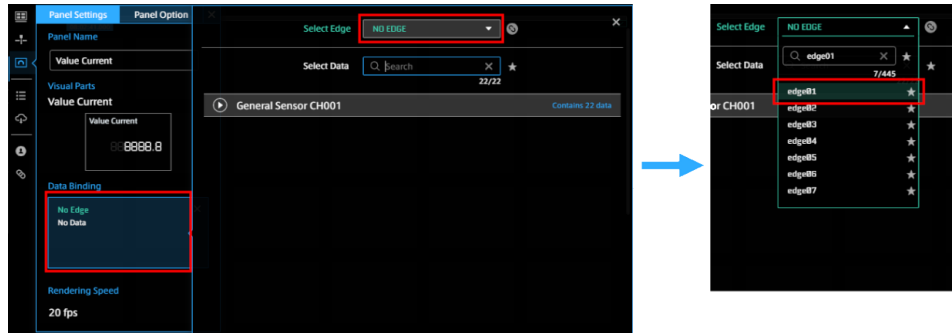 Panel Settings
Panel Option
Panel Name
Value Current
Visual Parts
Value Current
Value Current
8888.8
Data Binding
No Edge
No Data
Rendering Speed
20 fps
Select Edge
NO EDGE
Select Data
Search
22/22
General Sensor CH001
Contains 22 data
Select Edge
NO EDGE
Select Data
edge01
7/445
or CH001
edge01
edge02
edge03
edge04
edge05
edge06
edge07